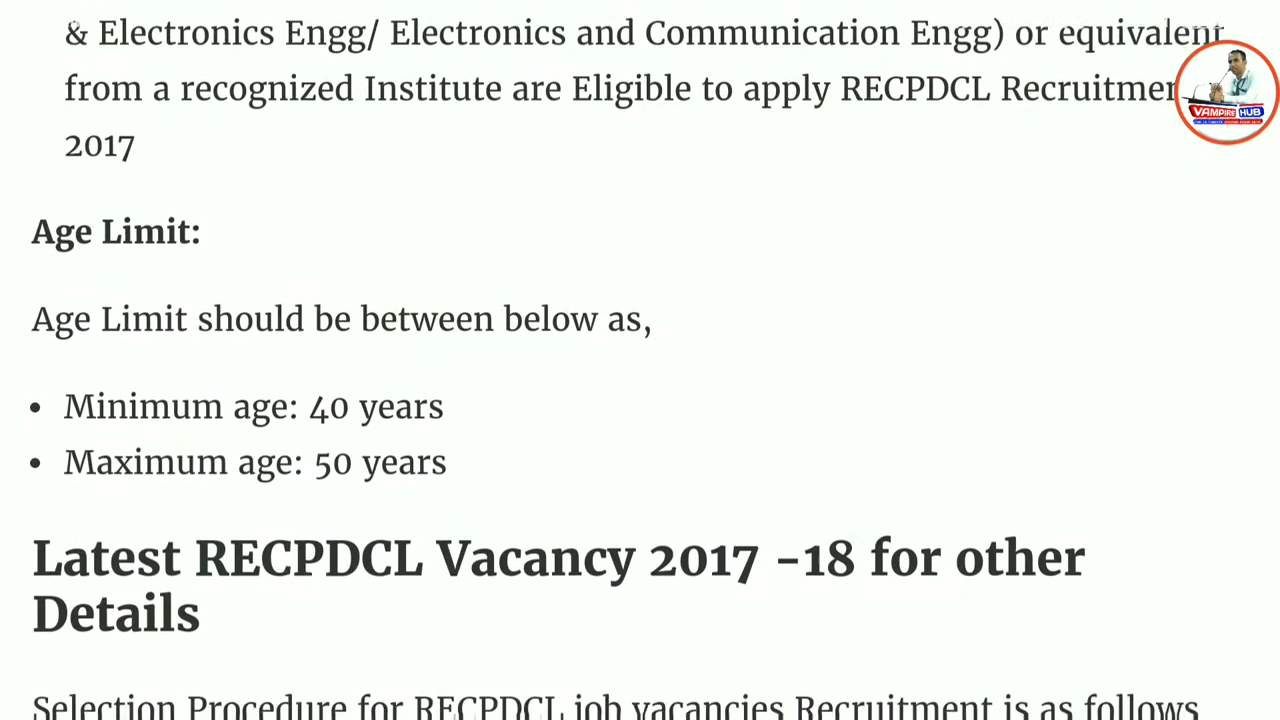 & Electronics Engg/ Electronics and Communication Engg) or equivalent
from a recognized Institute are Eligible to apply RECPDCL Recruitmen
2017
VAMPIRE HUB
Age Limit:
Age Limit should be between below as,
• Minimum age: 40 years
• Maximum age: 50 years
Latest RECPDCL Vacancy 2017 -18 for other
Details
Selection Procedure for RECPDCL job vacancies Recruitment is as follows